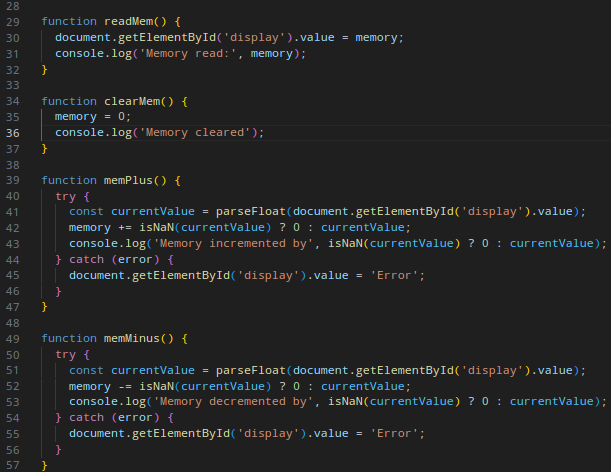 28
29 function readMem() {
30 document.getElementById('display').value = memory;
31 console.log('Memory read:', memory);
32 }
33
34 function clearMem() {
35 memory = 0;
36 console.log('Memory cleared');
37 }
38
39 function memPlus() {
40 try {
41 const currentValue = parseFloat(document.getElementById('display').value);
42 memory += isNaN(currentValue) ? 0 : currentValue;
43 console.log('Memory incremented by', isNaN(currentValue) ? 0 : currentValue);
44 } catch (error) {
45 document.getElementById('display').value = 'Error';
46 }
47 }
48
49 function memMinus() {
50 try {
51 const currentValue = parseFloat(document.getElementById('display').value);
52 memory -= isNaN(currentValue) ? 0 : currentValue;
53 console.log('Memory decremented by', isNaN(currentValue) ? 0 : currentValue);
54 } catch (error) {
55 document.getElementById('display').value = 'Error';
56 }
57 }